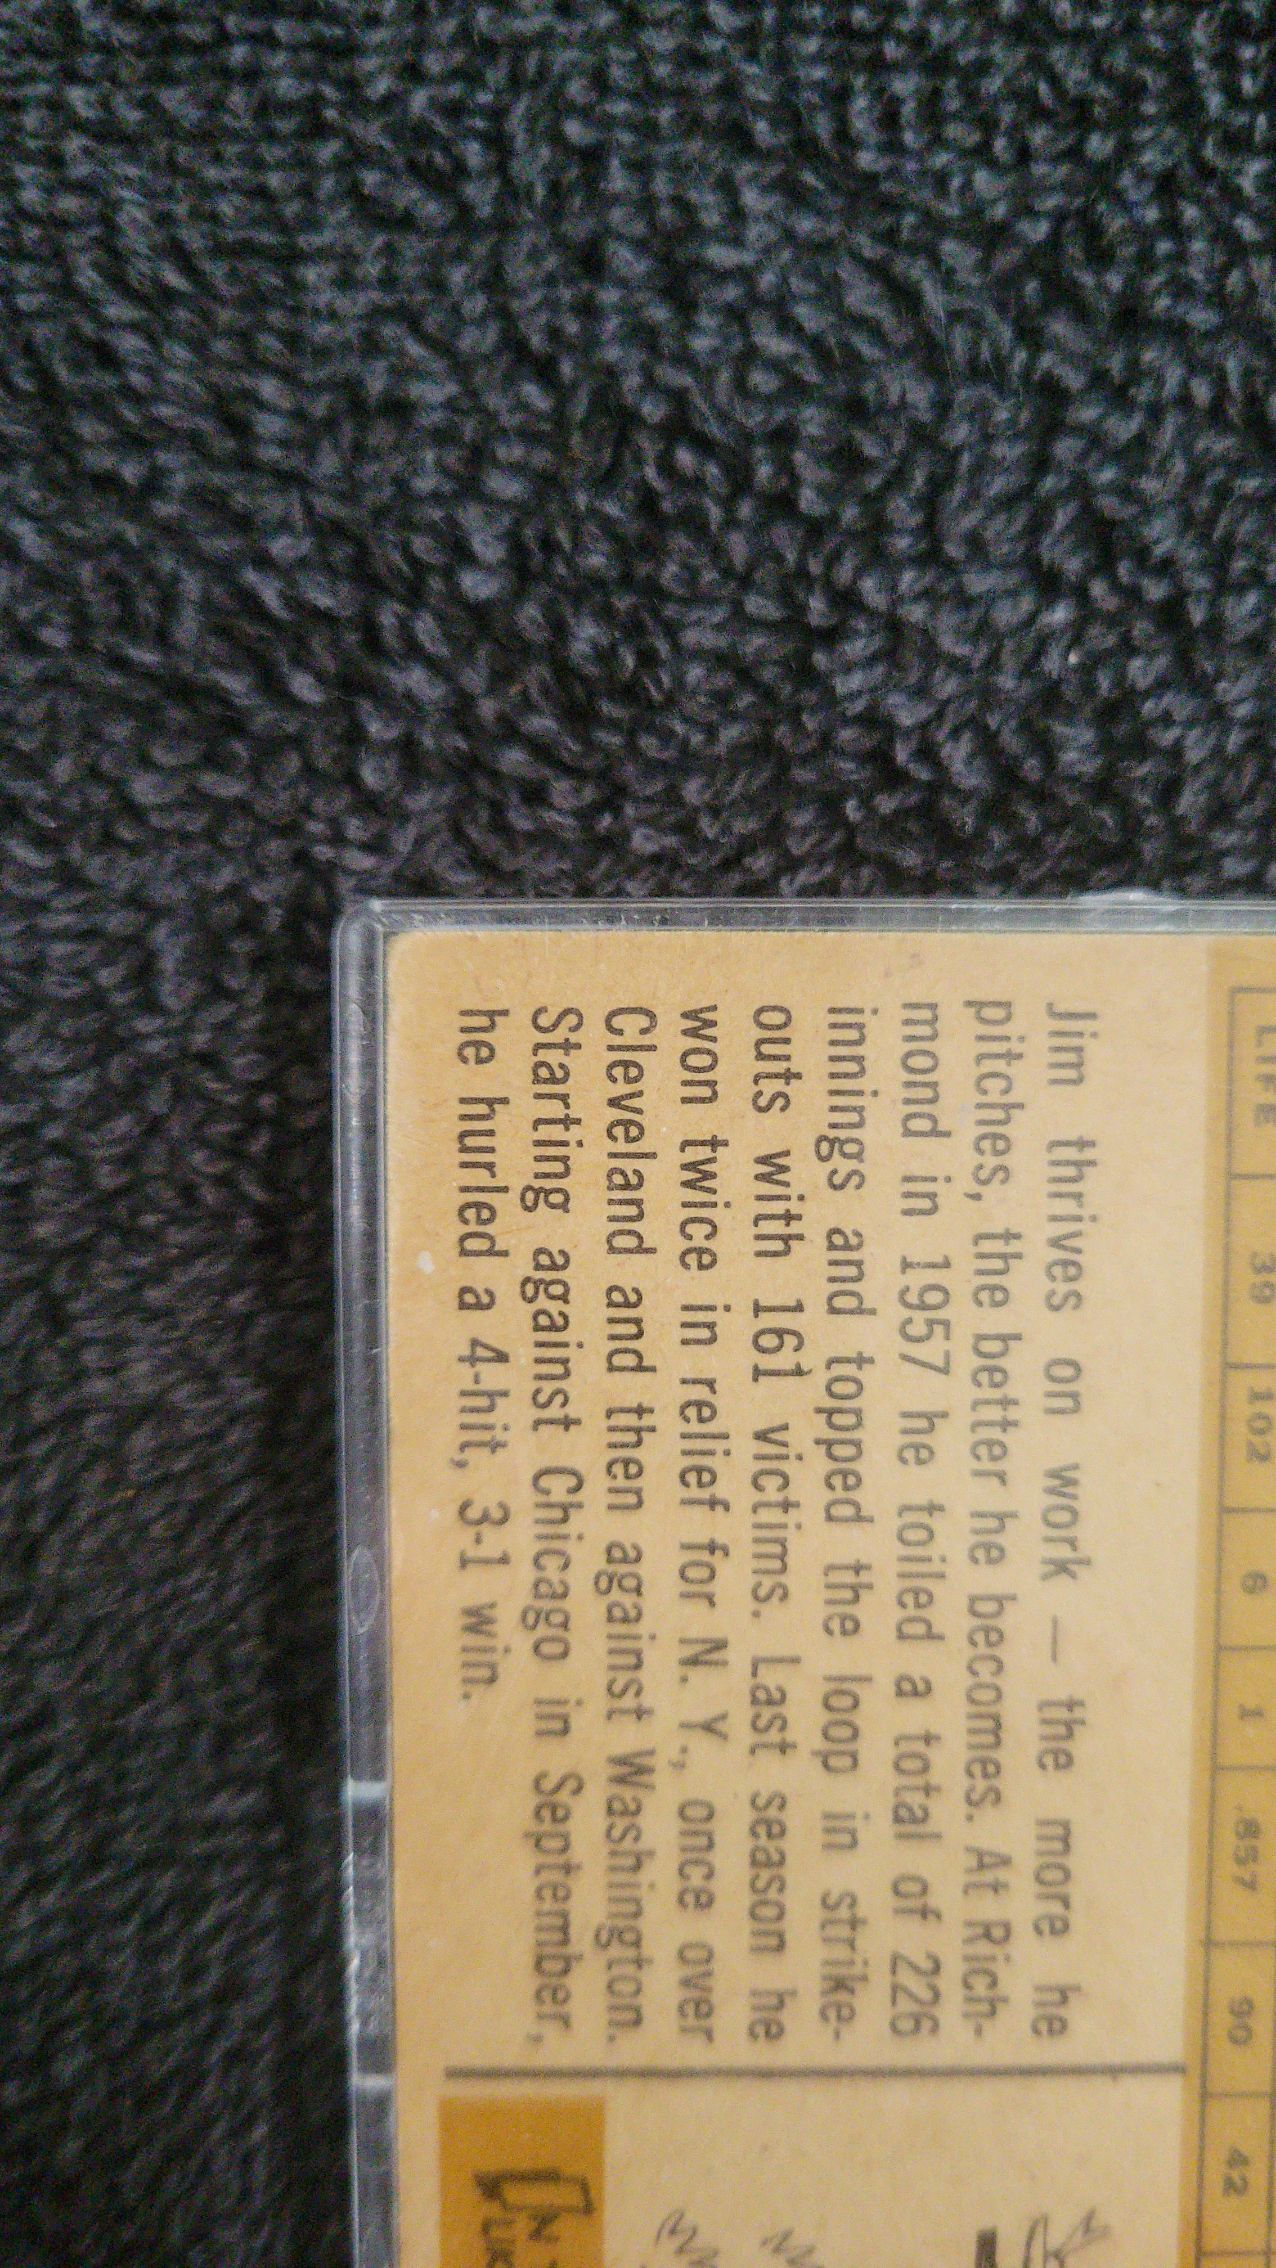 LIFE 39 102 6 1 .857 90 42
Jim thrives on work — the more he
pitches, the better he becomes. At Rich-
mond in 1957 he toiled a total of 226
innings and topped the loop in strike-
outs with 161 victims. Last season he
won twice in relief for N. Y., once over
Cleveland and then against Washington.
Starting against Chicago in September,
he hurled a 4-hit, 3-1 win.